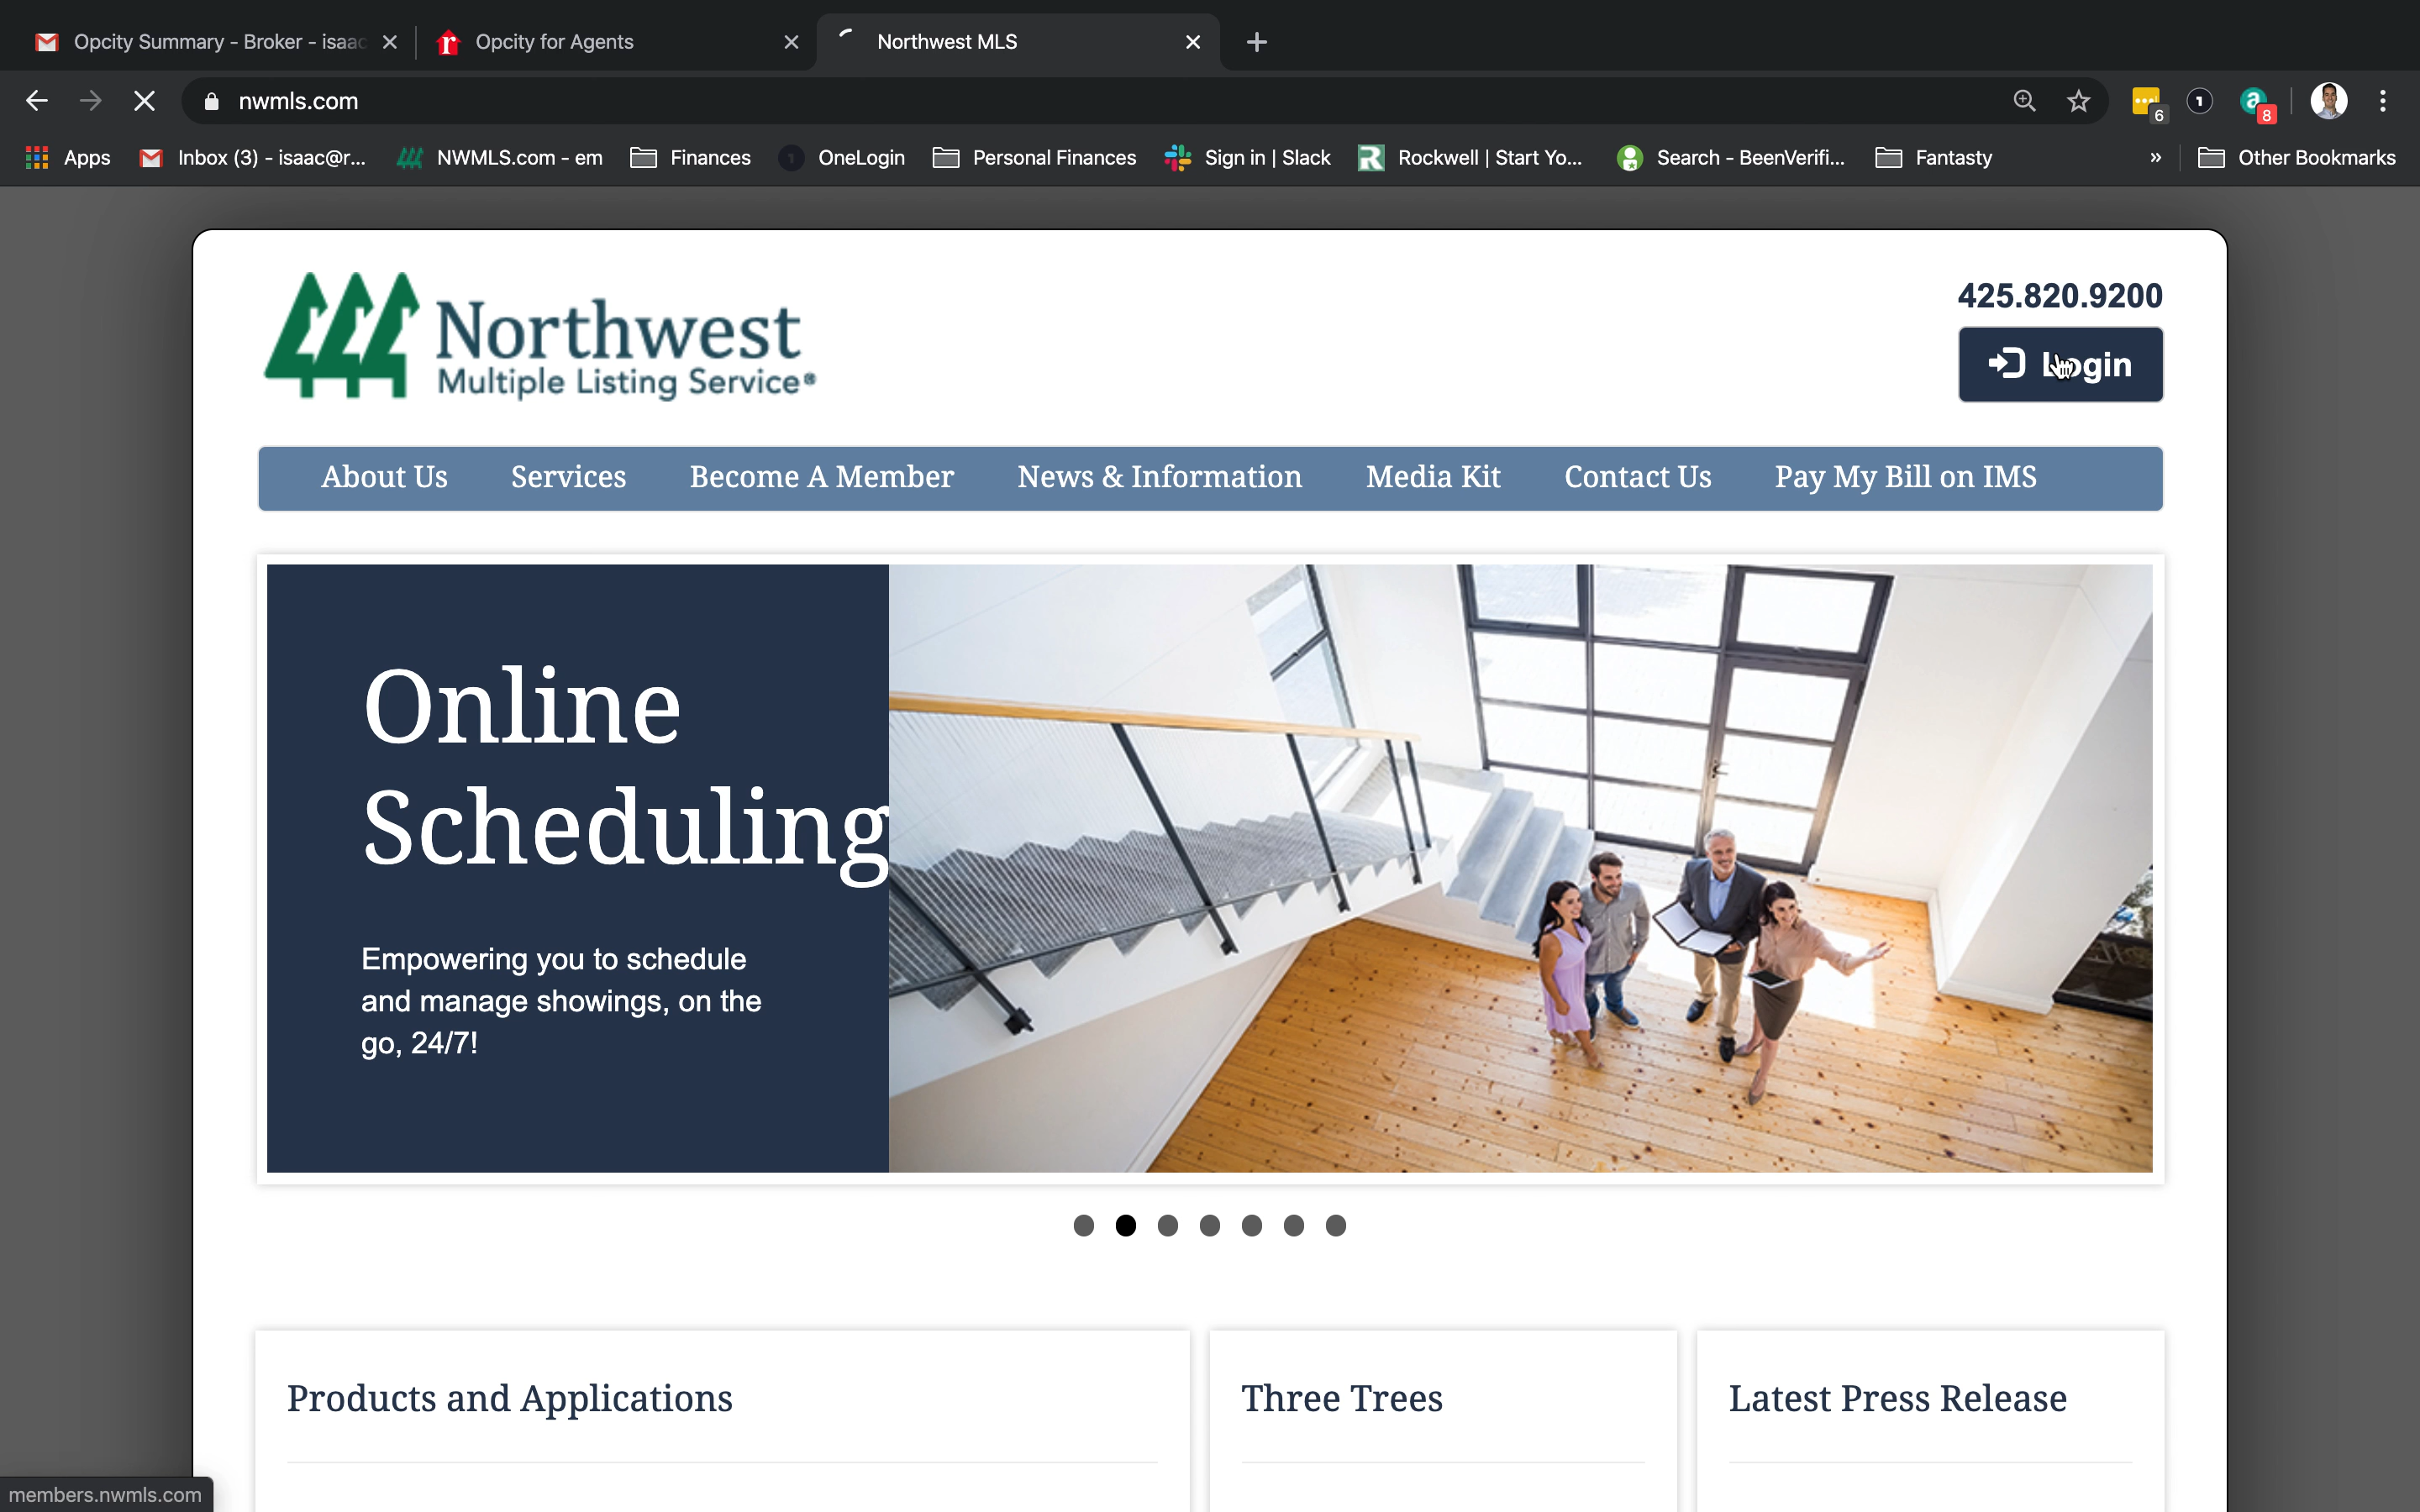 Opcity Summary - Broker - isaac
Opcity for Agents
Northwest MLS
nwmls.com
6
1
a
8
Apps
Inbox (3) - isaac@r...
NWMLS.com - em
Finances
OneLogin
Personal Finances
Sign in | Slack
Rockwell | Start Yo...
Search - BeenVerifi...
Fantasty
»
Other Bookmarks
Northwest
Multiple Listing Service®
425.820.9200
Login
About Us
Services
Become A Member
News & Information
Media Kit
Contact Us
Pay My Bill on IMS
Online
Scheduling
Empowering you to schedule
and manage showings, on the
go, 24/7!
Products and Applications
Three Trees
Latest Press Release
members.nwmls.com